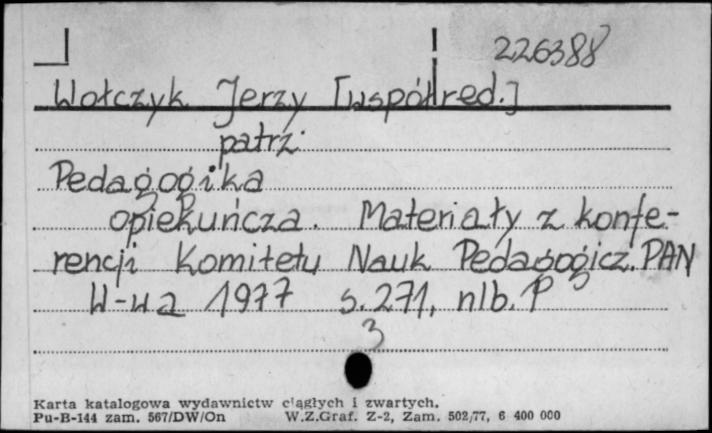 226388
Wołczyk Jerzy [współred.]
patrz
Pedagogika
opiekuńcza. Materiały z konfe-
rencji Komitetu Nauk Pedagogicz. PAN
W-wa 1977 s. 271, nlb. 1
3
Karta katalogowa wydawnictw ciągłych i zwartych.
Pu-B-144 zam. 567/DW/On W.Z.Graf. Z-2, Zam. 502/77, 6 400 000